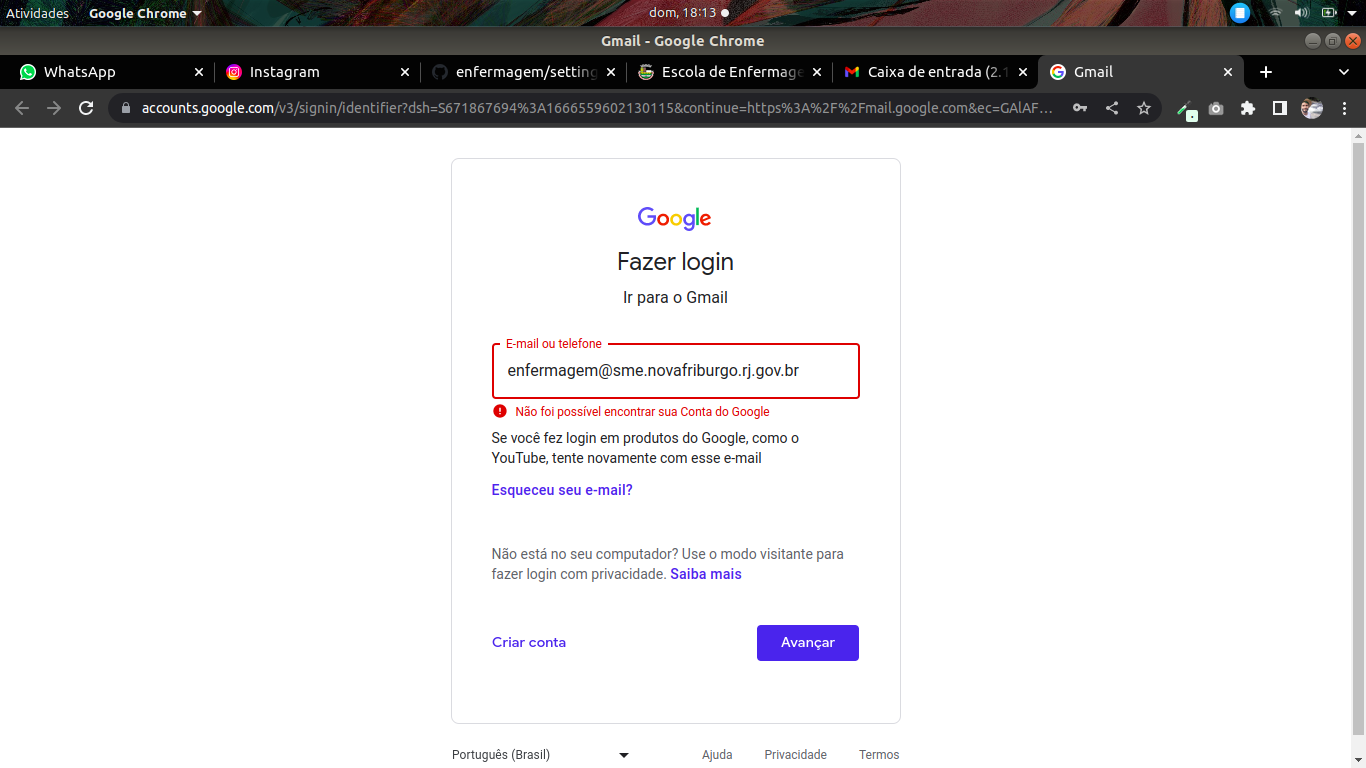 Atividades Google Chrome dom, 18:13
Gmail - Google Chrome
WhatsApp Instagram enfermagem/setting Escola de Enfermage Caixa de entrada (2.1 Gmail
accounts.google.com/v3/signin/identifier?dsh=S671867694%3A1666559602130115&continue=https%3A%2F%2Fmail.google.com&ec=GAlAF…
Google
Fazer login
Ir para o Gmail
E-mail ou telefone
enfermagem@sme.novafriburgo.rj.gov.br
Não foi possível encontrar sua Conta do Google
Se você fez login em produtos do Google, como o
YouTube, tente novamente com esse e-mail
Esqueceu seu e-mail?
Não está no seu computador? Use o modo visitante para
fazer login com privacidade. Saiba mais
Criar conta Avançar
Português (Brasil) Ajuda Privacidade Termos